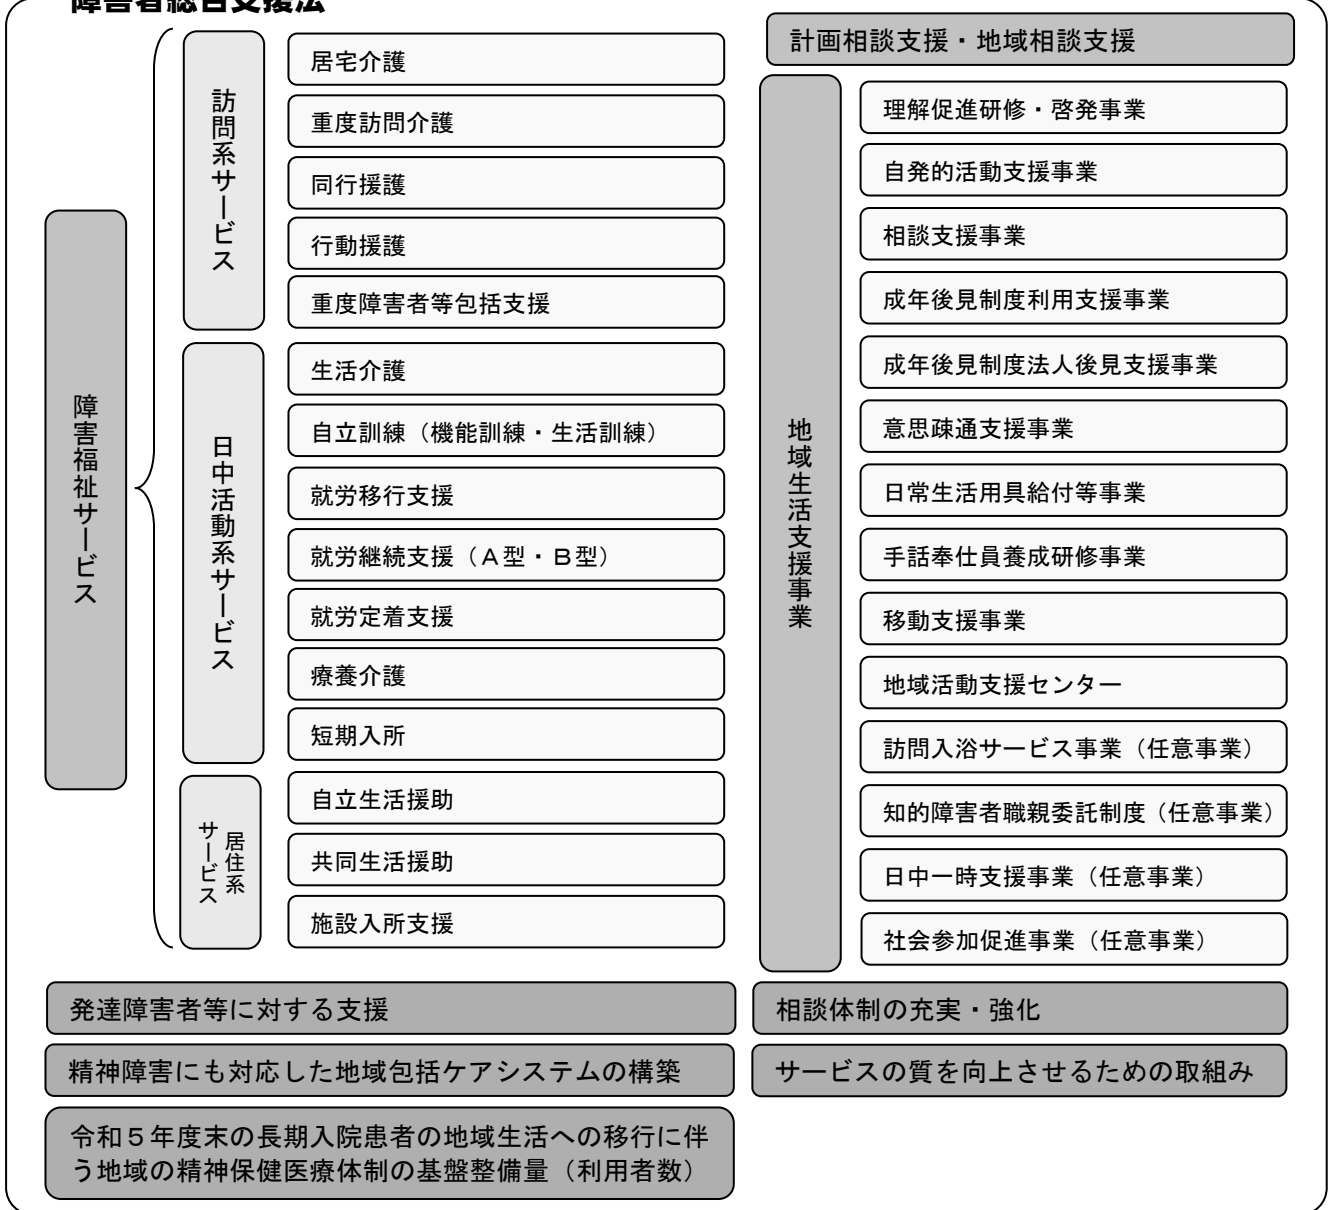 障害者総合支援法
障害福祉サービス
訪問系サービス
居宅介護
重度訪問介護
同行援護
行動援護
重度障害者等包括支援
日中活動系サービス
生活介護
自立訓練（機能訓練・生活訓練）
就労移行支援
就労継続支援（Ａ型・Ｂ型）
就労定着支援
療養介護
短期入所
居住系
サービス
自立生活援助
共同生活援助
施設入所支援
計画相談支援・地域相談支援
地域生活支援事業
理解促進研修・啓発事業
自発的活動支援事業
相談支援事業
成年後見制度利用支援事業
成年後見制度法人後見支援事業
意思疎通支援事業
日常生活用具給付等事業
手話奉仕員養成研修事業
移動支援事業
地域活動支援センター
訪問入浴サービス事業（任意事業）
知的障害者職親委託制度（任意事業）
日中一時支援事業（任意事業）
社会参加促進事業（任意事業）
発達障害者等に対する支援
相談体制の充実・強化
精神障害にも対応した地域包括ケアシステムの構築
サービスの質を向上させるための取組み
令和５年度末の長期入院患者の地域生活への移行に伴
う地域の精神保健医療体制の基盤整備量（利用者数）